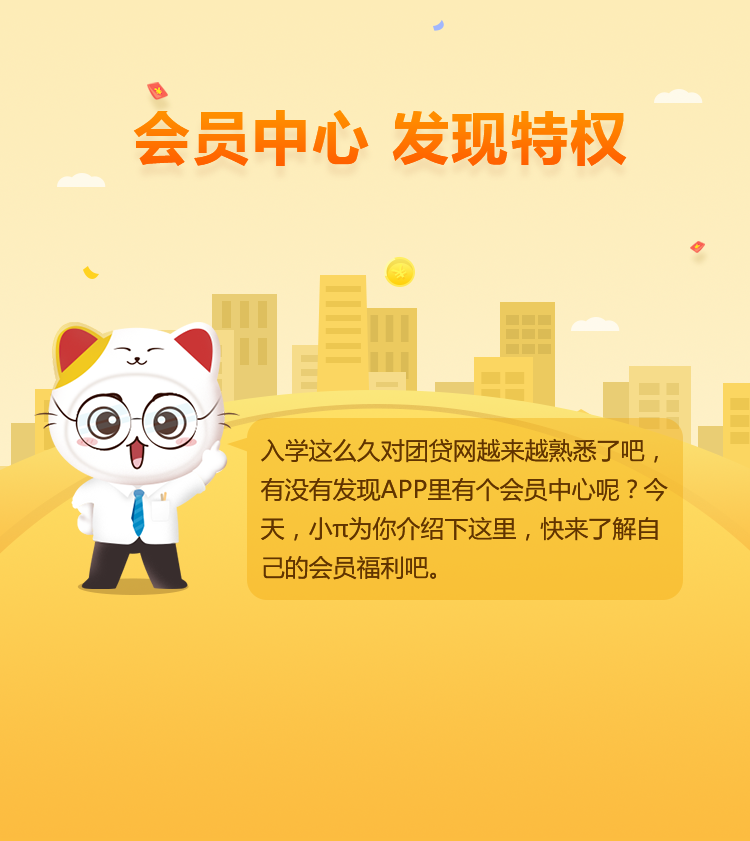 会员中心 发现特权
入学这么久对团贷网越来越熟悉了吧，
有没有发现APP里有个会员中心呢？今
天，小π为你介绍下这里，快来了解自
己的会员福利吧。